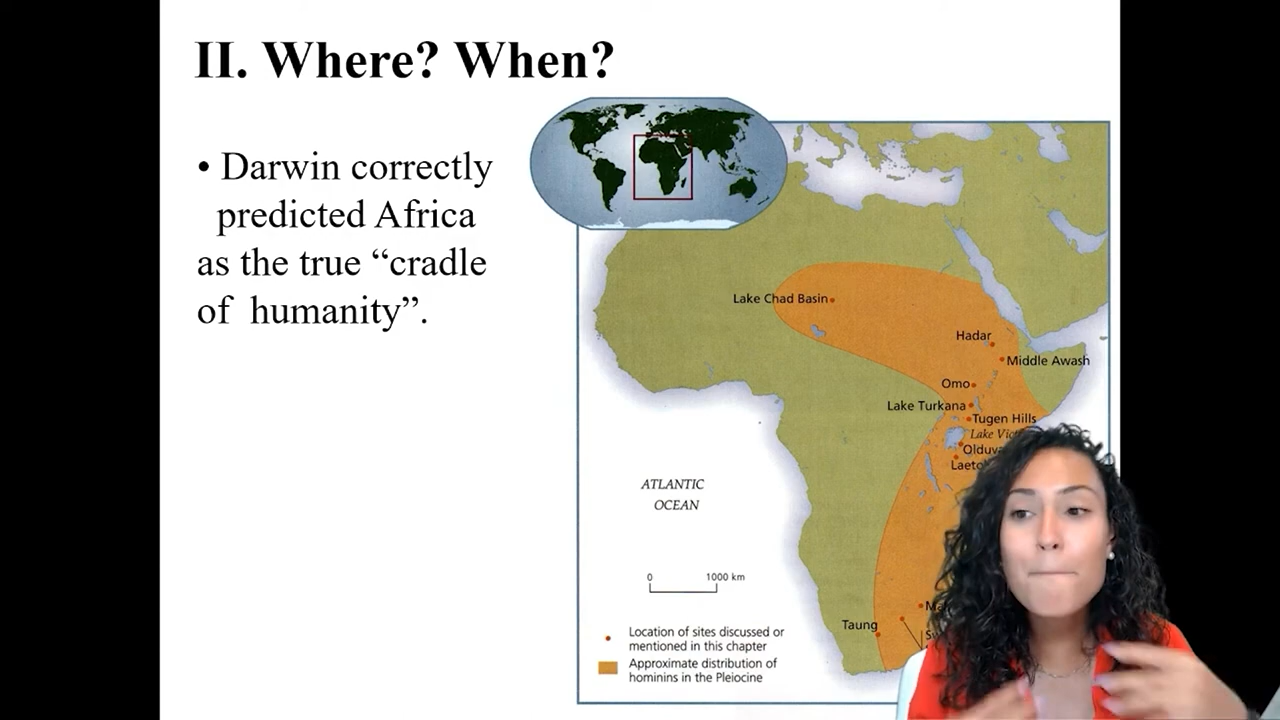 II. Where? When?
• Darwin correctly
predicted Africa
as the true “cradle
of humanity”.
Lake Chad Basin
Hadar
Middle Awash
Omo
Lake Turkana
Tugen Hills
Lake
ATLANTIC
OCEAN
0 1000 km
Taung
Location of sites discussed or
mentioned in this chapter
Approximate distribution of
hominins in the Pleiocine